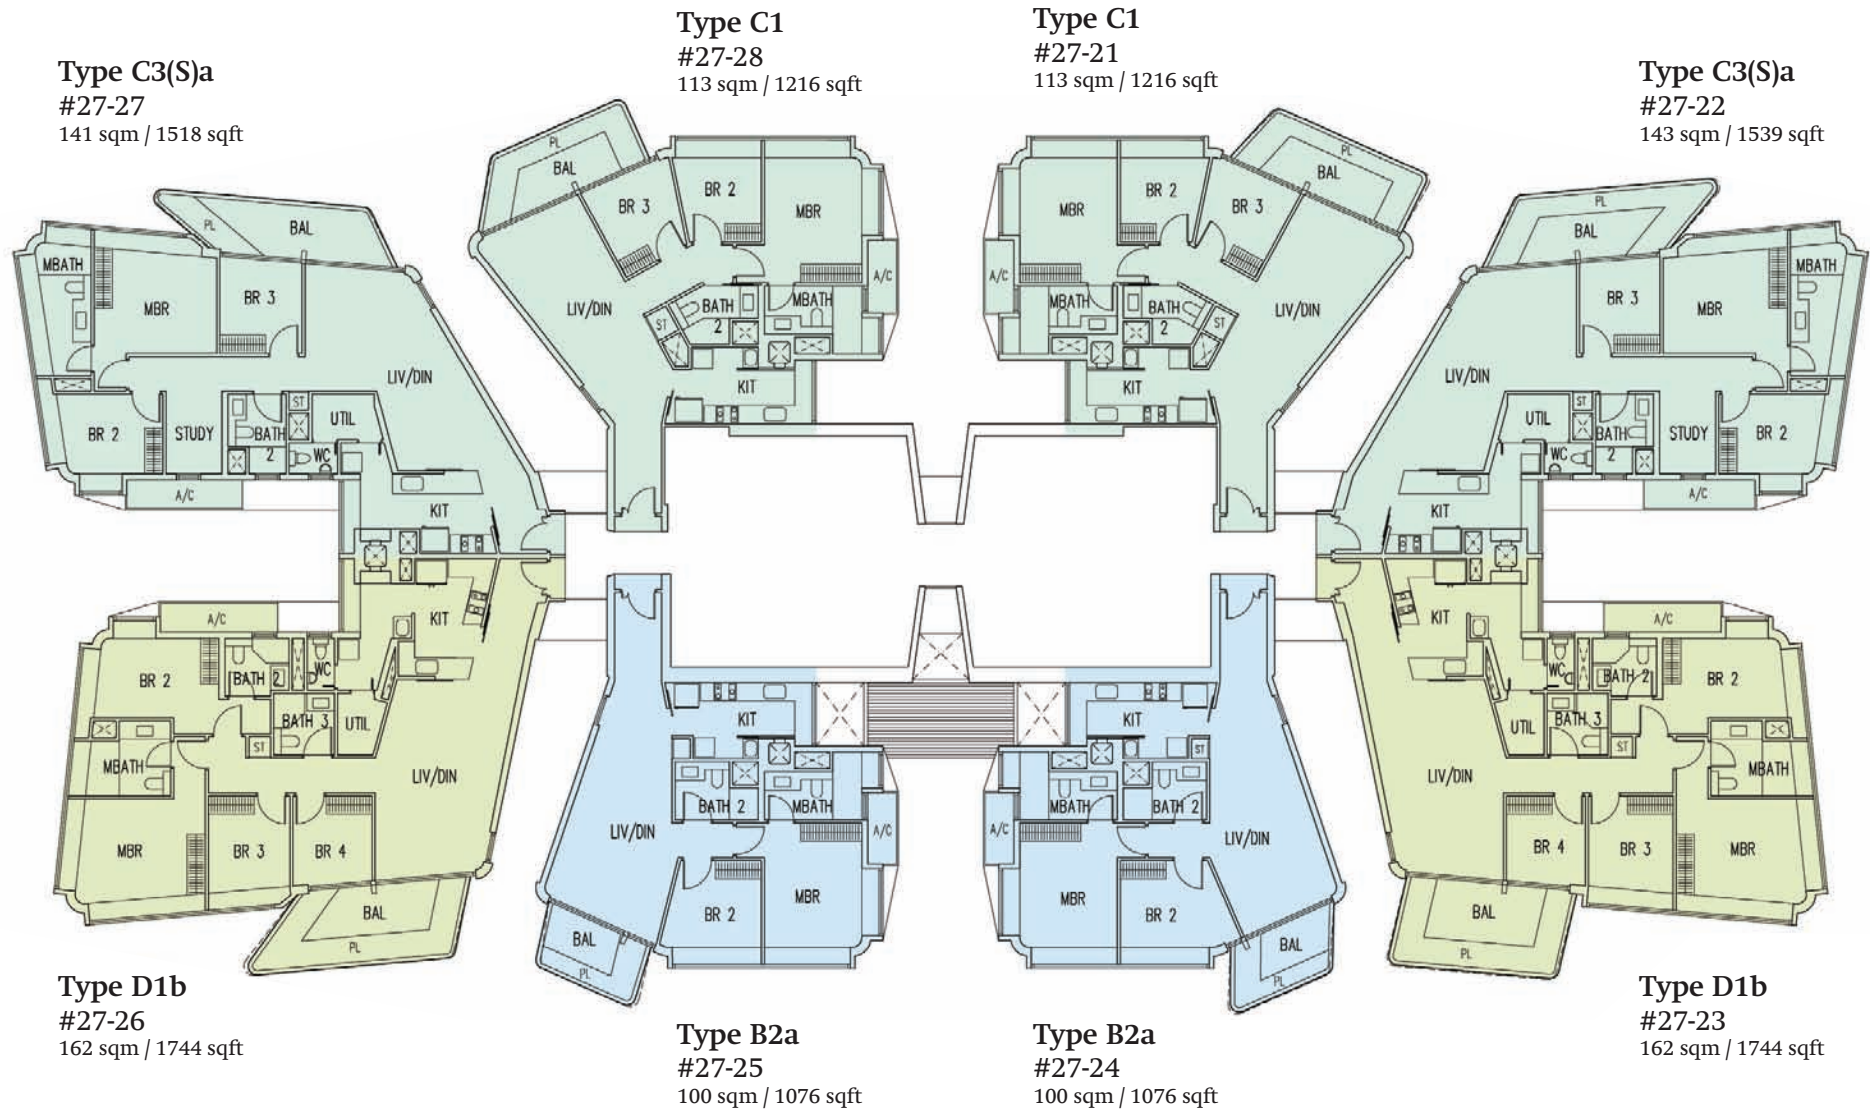 Type C3(S)a
#27-27
141 sqm / 1518 sqft
Type C1
#27-28
113 sqm / 1216 sqft
Type C1
#27-21
113 sqm / 1216 sqft
Type C3(S)a
#27-22
143 sqm / 1539 sqft
PL
BAL
MBATH
MBR
BR 3
LIV/DIN
BR 2
STUDY
BATH
2
ST
UTIL
WC
A/C
KIT
PL
BAL
BR 3
BR 2
MBR
LIV/DIN
ST
BATH
2
MBATH
A/C
KIT
PL
BAL
MBR
BR 2
BR 3
A/C
MBATH
BATH
2
ST
LIV/DIN
KIT
PL
BAL
BR 3
MBR
MBATH
LIV/DIN
UTIL
ST
BATH
2
WC
STUDY
BR 2
A/C
KIT
A/C
KIT
BR 2
BATH 2
WC
BATH 3
UTIL
ST
MBATH
LIV/DIN
MBR
BR 3
BR 4
BAL
PL
KIT
BATH 2
MBATH
A/C
LIV/DIN
BR 2
MBR
BAL
PL
KIT
ST
A/C
MBATH
BATH 2
LIV/DIN
MBR
BR 2
BAL
PL
A/C
KIT
WC
BATH 2
BR 2
UTIL
BATH 3
ST
MBATH
LIV/DIN
BR 4
BR 3
MBR
BAL
PL
Type D1b
#27-26
162 sqm / 1744 sqft
Type B2a
#27-25
100 sqm / 1076 sqft
Type B2a
#27-24
100 sqm / 1076 sqft
Type D1b
#27-23
162 sqm / 1744 sqft